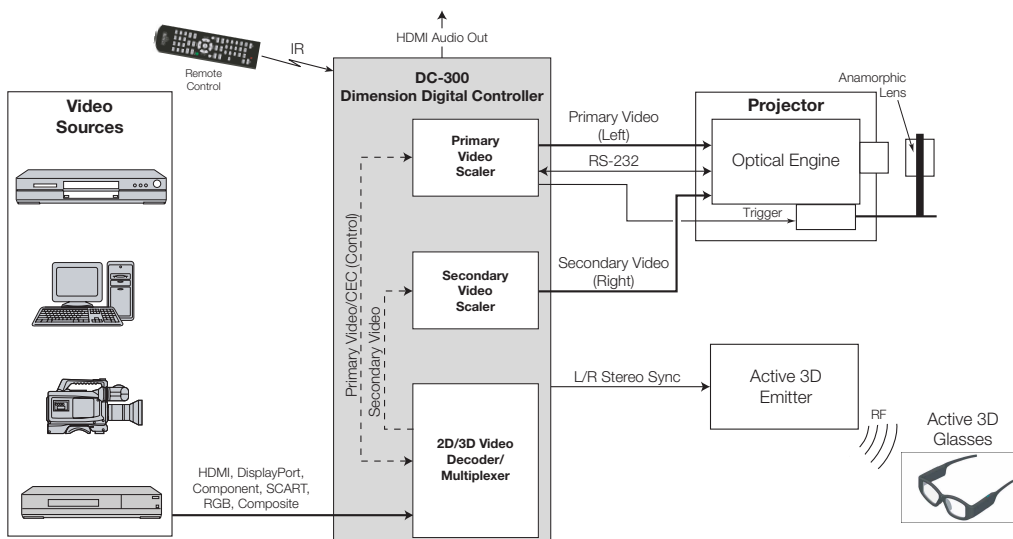 HDMI Audio Out
IR
Remote
Control
DC-300
Dimension Digital Controller
Video
Sources
Anamorphic
Lens
Projector
Primary Video
(Left)
Primary
Video
Scaler
Optical Engine
RS-232
Trigger
Secondary Video
(Right)
Secondary
Video
Scaler
Primary Video/CEC (Control)
Secondary Video
L/R Stereo Sync
Active 3D
Emitter
RF
Active 3D
Glasses
2D/3D Video
Decoder/
Multiplexer
HDMI, DisplayPort,
Component, SCART,
RGB, Composite